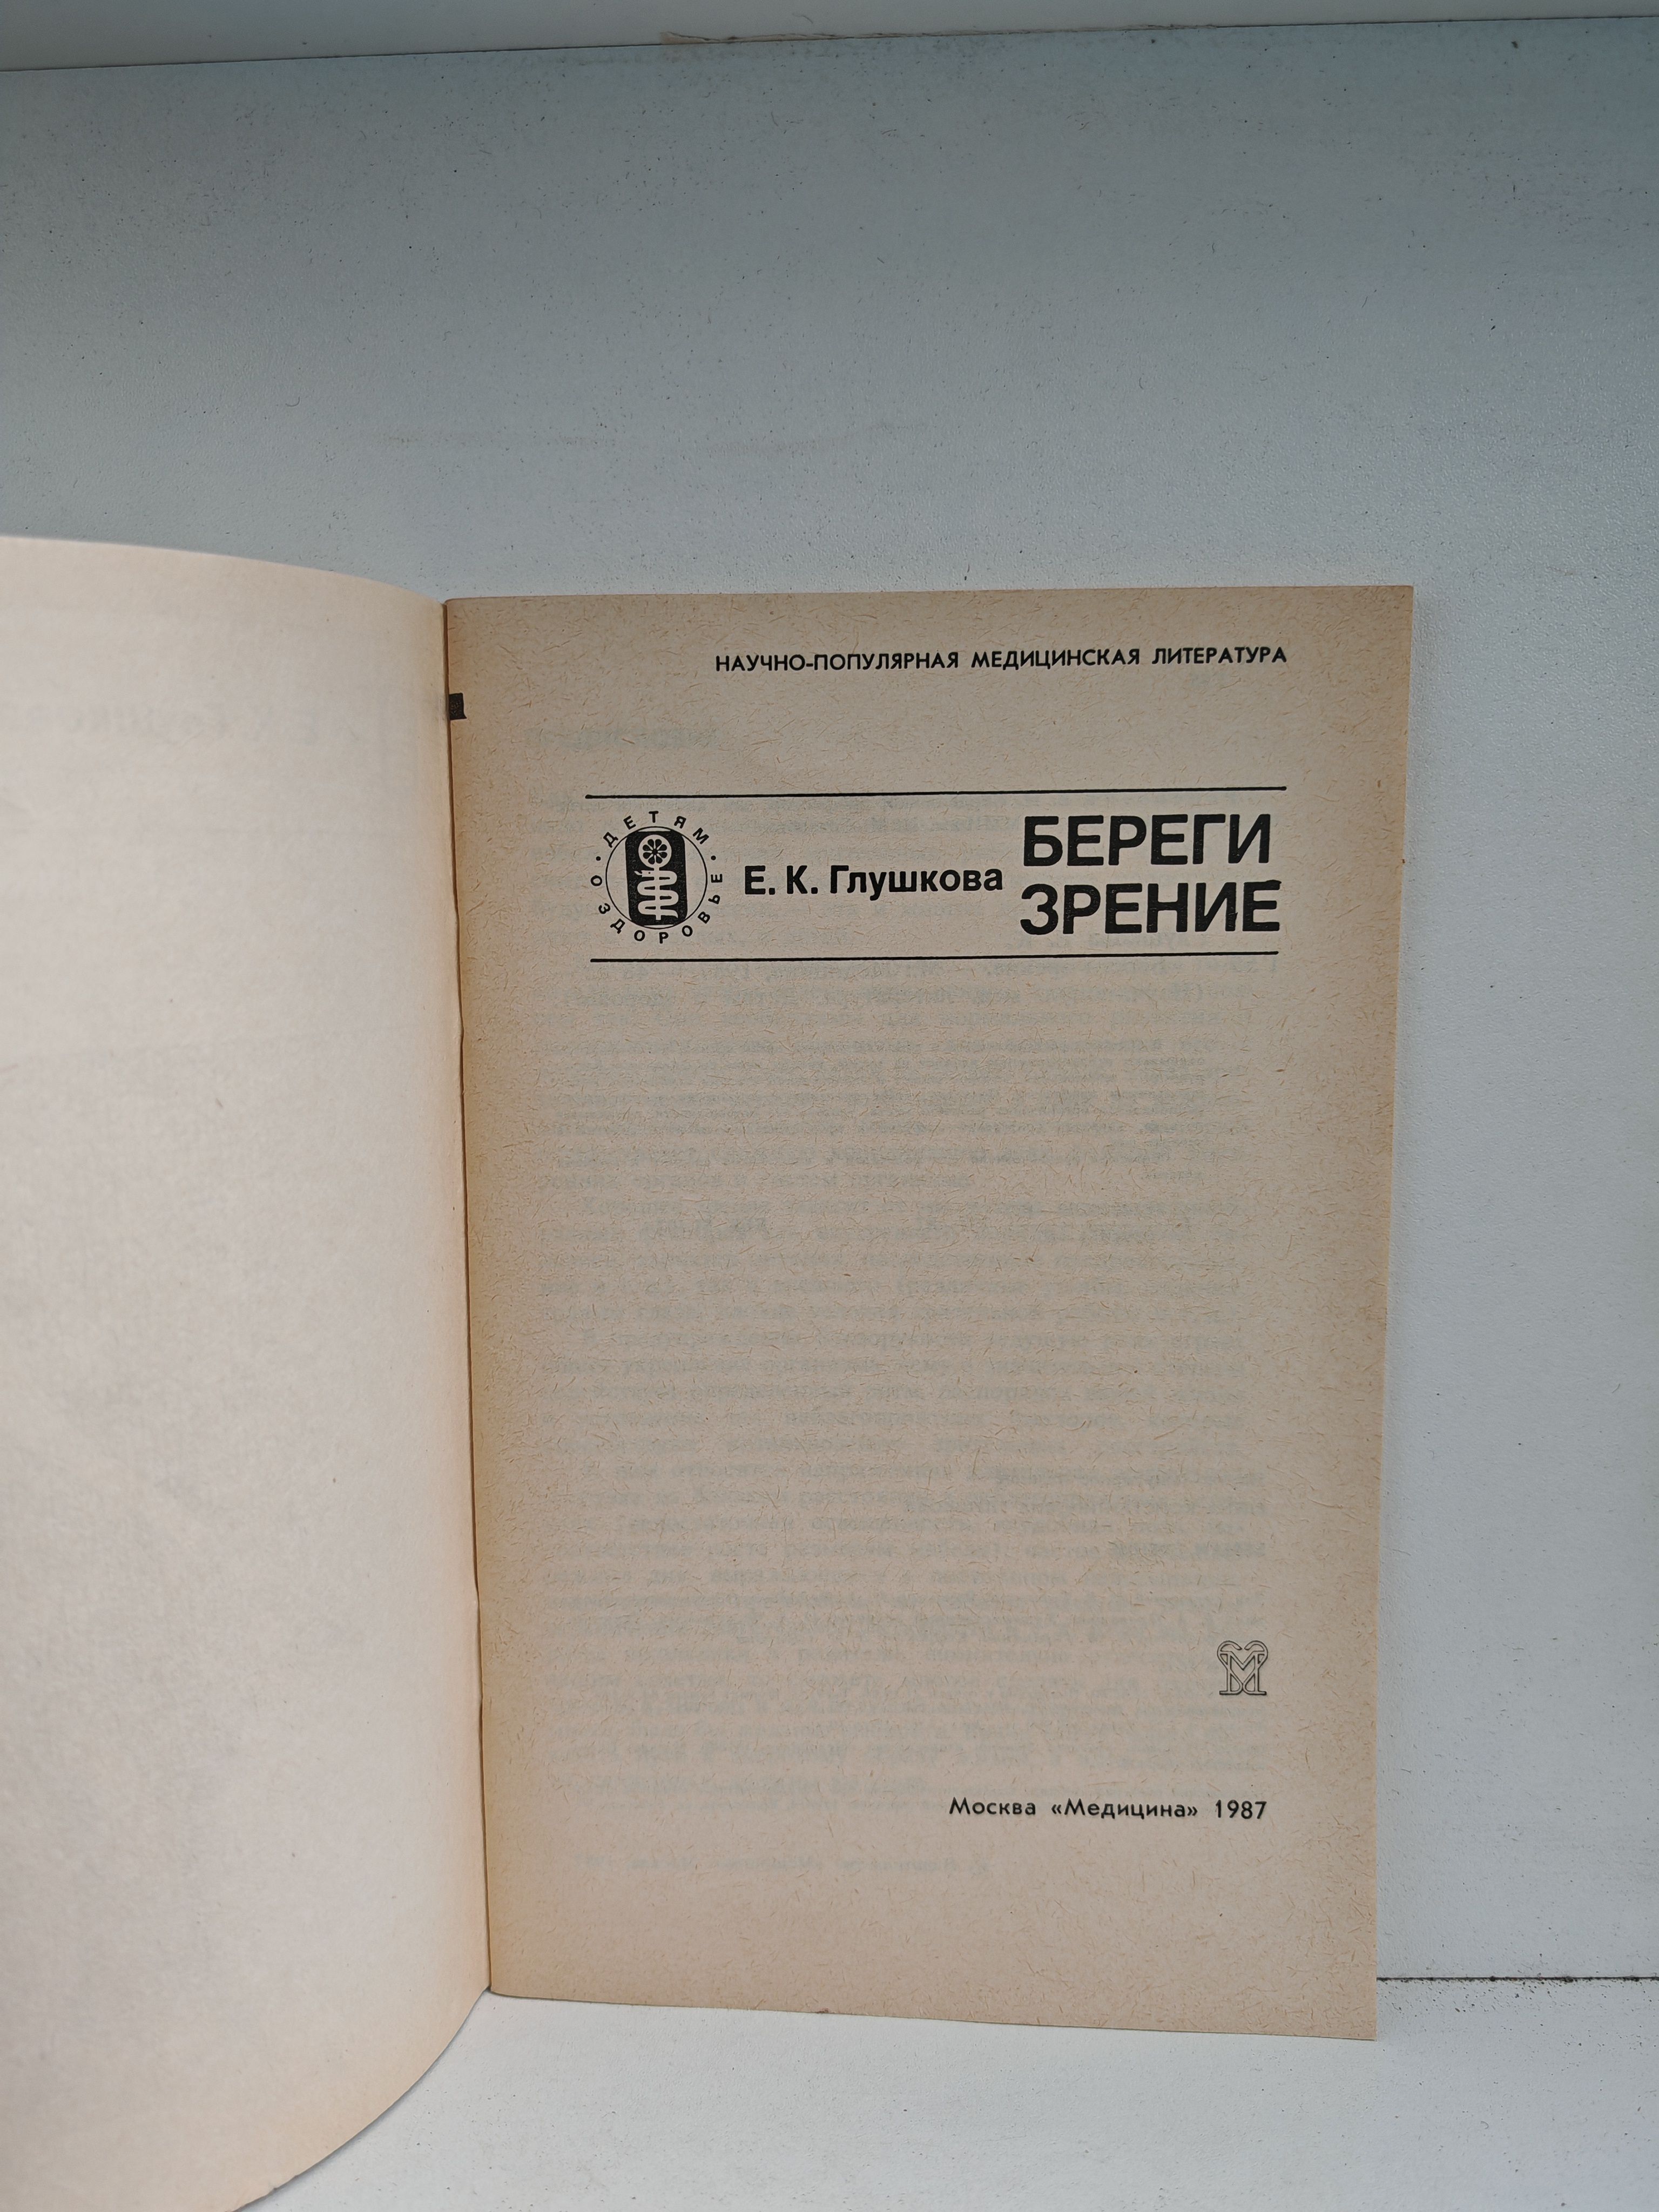 НАУЧНО-ПОПУЛЯРНАЯ МЕДИЦИНСКАЯ ЛИТЕРАТУРА
ДЕТЯМ О ЗДОРОВЬЕ
Е. К. Глушкова
БЕРЕГИ
ЗРЕНИЕ
Москва «Медицина» 1987